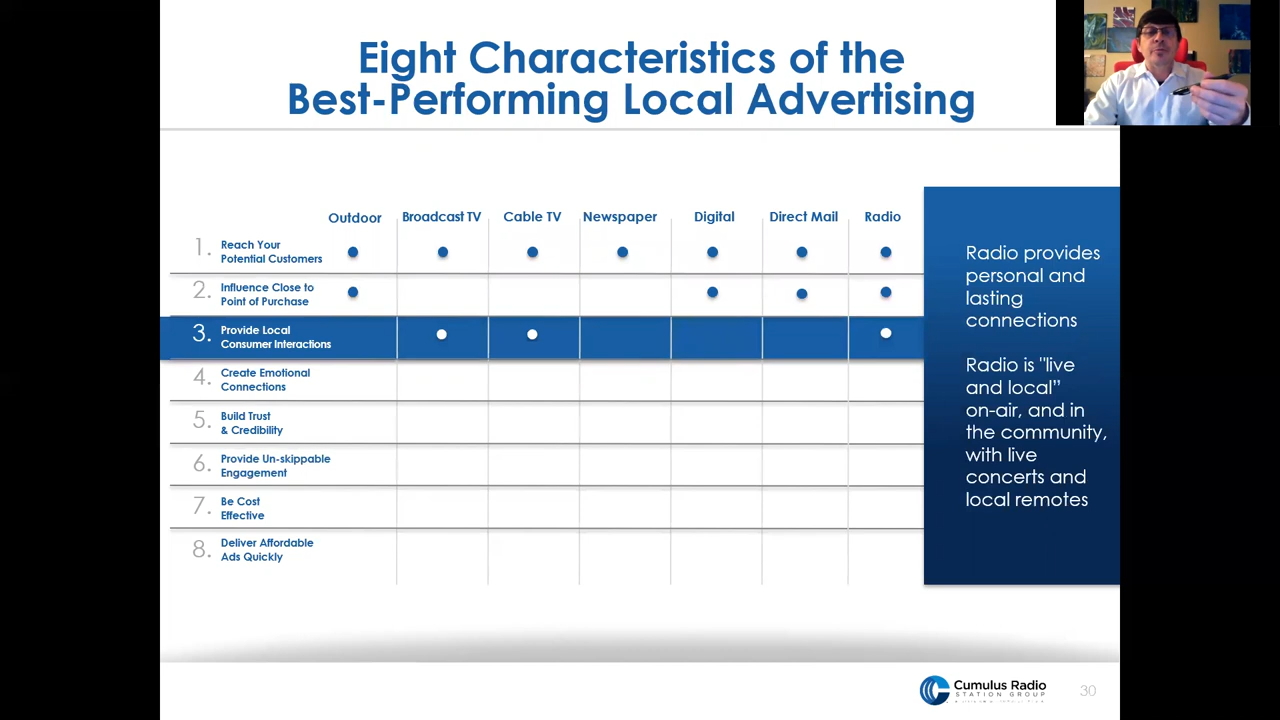 Eight Characteristics of the
Best-Performing Local Advertising
Outdoor Broadcast TV Cable TV Newspaper Digital Direct Mail Radio
1. Reach Your
Potential Customers
2. Influence Close to
Point of Purchase
3. Provide Local
Consumer Interactions
4. Create Emotional
Connections
5. Build Trust
& Credibility
6. Provide Un-skippable
Engagement
7. Be Cost
Effective
8. Deliver Affordable
Ads Quickly
Radio provides
personal and
lasting
connections
Radio is "live
and local”
on-air, and in
the community,
with live
concerts and
local remotes
Cumulus Radio
STATION GROUP
30